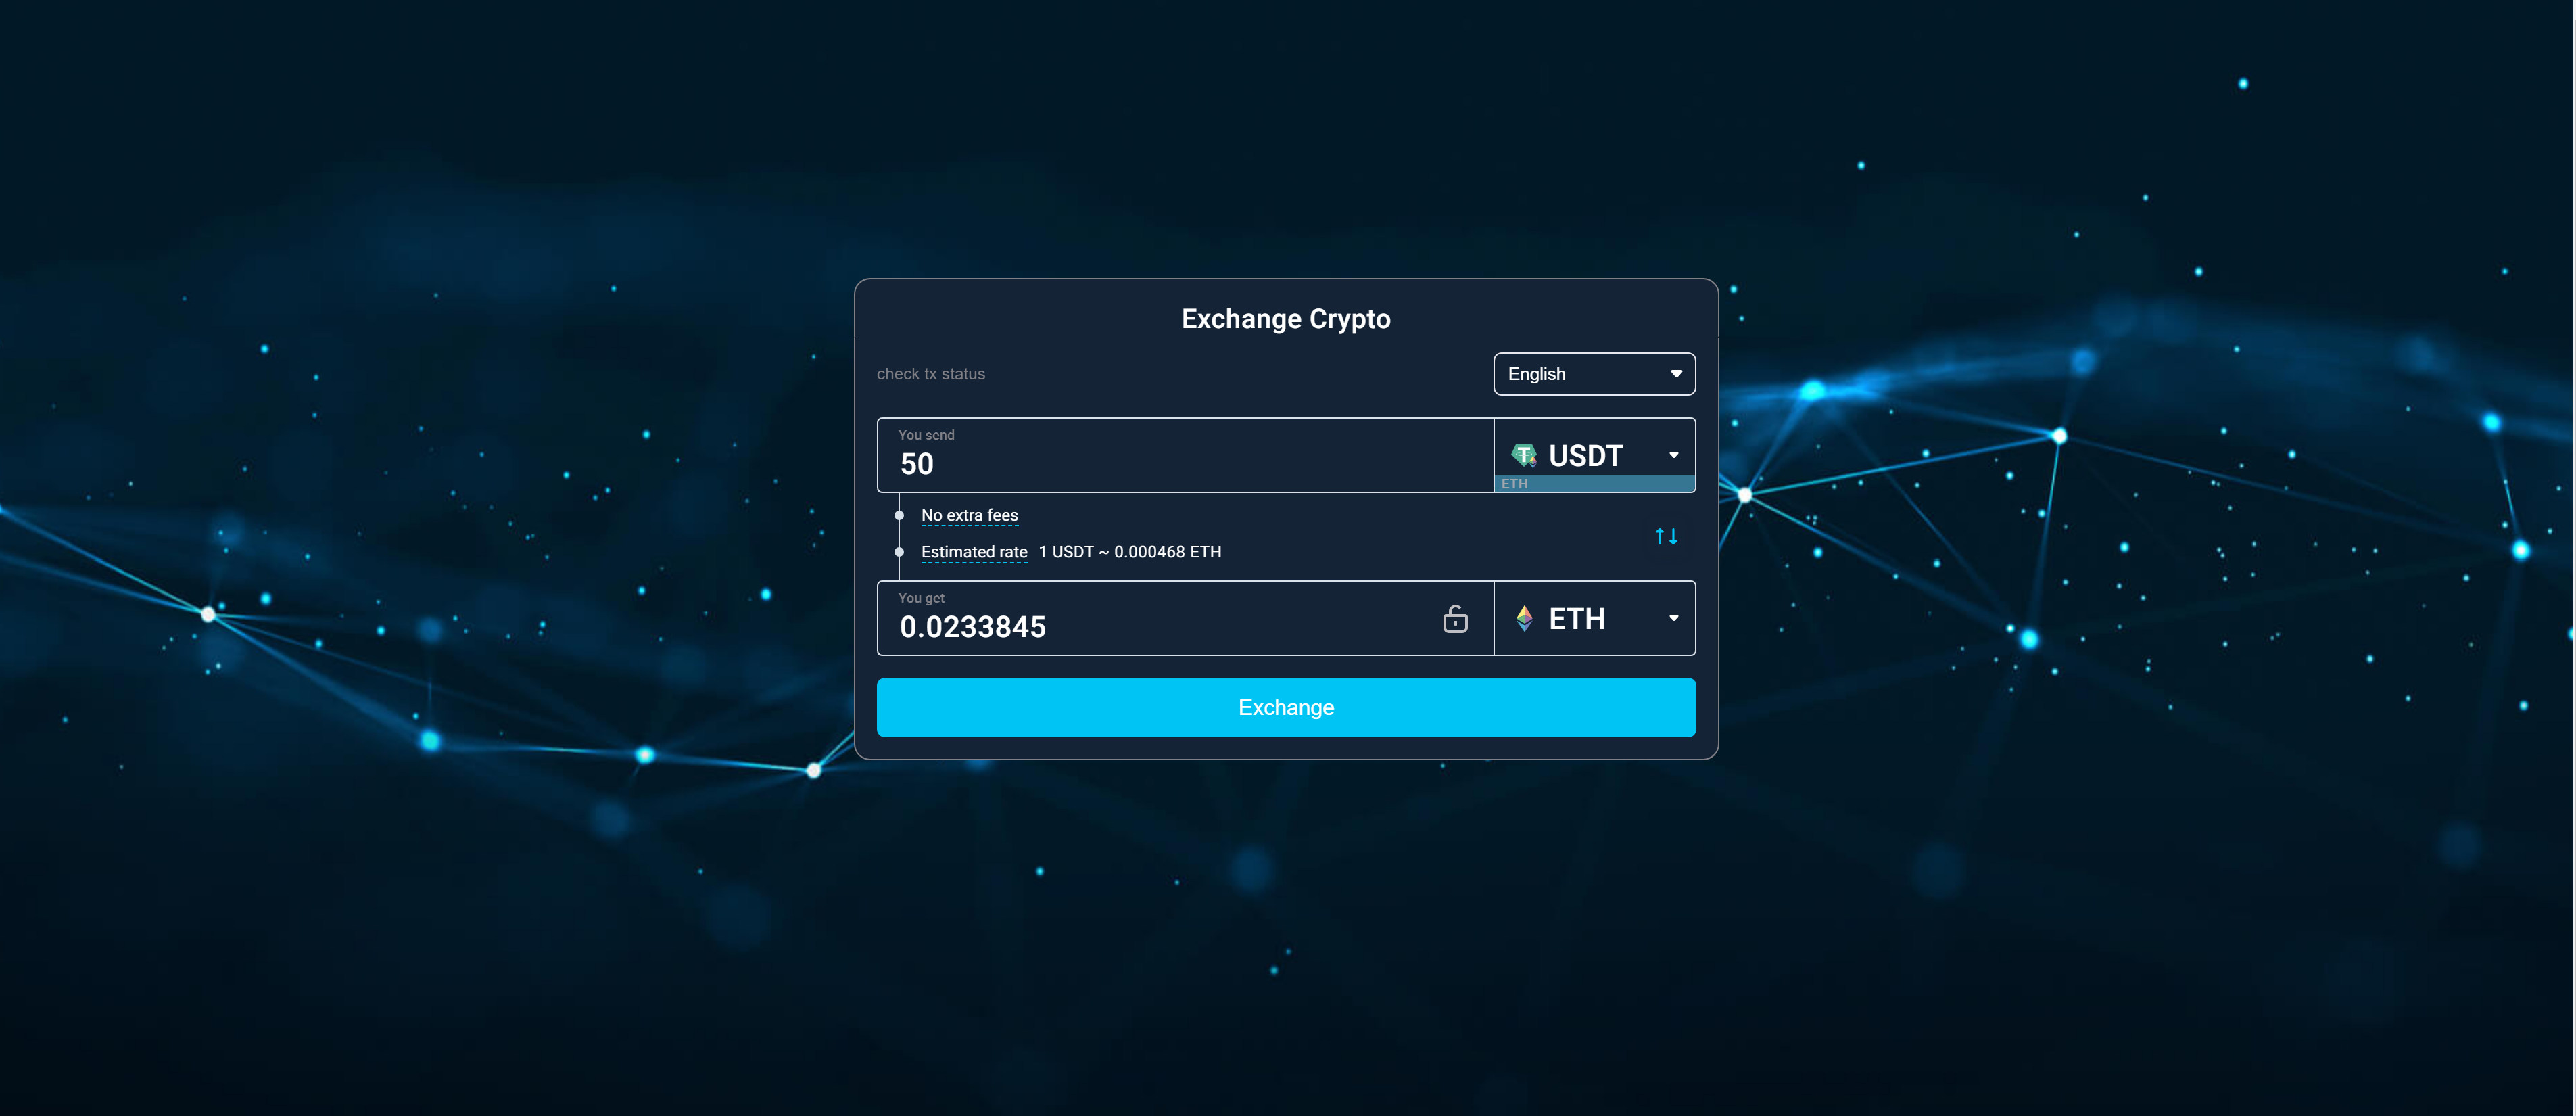 Exchange Crypto
check tx status
English
You send
50
USDT
ETH
No extra fees
Estimated rate 1 USDT ~ 0.000468 ETH
You get
0.0233845
ETH
Exchange